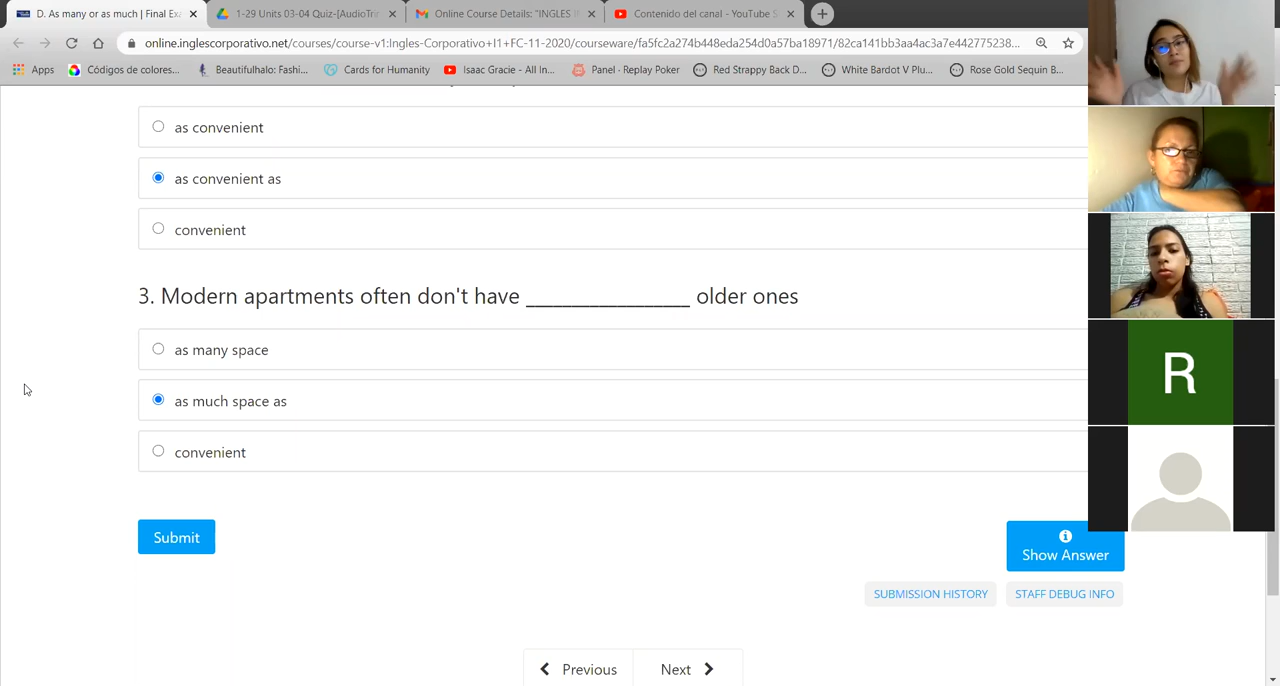 D. As many or as much | Final Exa
1-29 Units 03-04 Quiz-[AudioTra
Online Course Details: "INGLES I
Contenido del canal - YouTube S
online.inglescorporativo.net/courses/course-v1:Ingles-Corporativo+I1+FC-11-2020/courseware/fa5fc2a274b448eda254d0a57ba18971/82ca141bb3aa4ac3a7e442775238...
Apps
Códigos de colores...
Beautifulhalo: Fashi...
Cards for Humanity
Isaac Gracie - All In...
Panel · Replay Poker
Red Strappy Back D...
White Bardot V Plu...
Rose Gold Sequin B...
as convenient
as convenient as
convenient
3. Modern apartments often don't have ________________ older ones
as many space
as much space as
convenient
Submit
Show Answer
SUBMISSION HISTORY
STAFF DEBUG INFO
Previous
Next
R